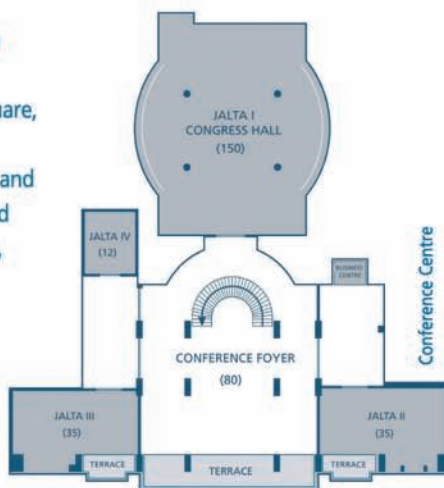 uare,
and
d
JALTA I
CONGRESS HALL
(150)
JALTA IV
(12)
BUSINESS
CENTRE
Conference Centre
CONFERENCE FOYER
(80)
JALTA III
(35)
JALTA II
(35)
TERRACE
TERRACE
TERRACE